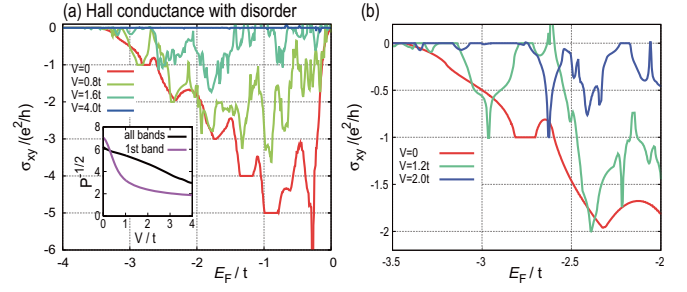 (a) Hall conductance with disorder
σxy /(e²/h)
0
-1
-2
-3
-4
-5
-6
V=0
V=0.8t
V=1.6t
V=4.0t
all bands
1st band
P^-1/2
8
6
4
2
0
0 1 2 3 4
V / t
-4 -3 -2 -1 0
E_F / t
(b)
σxy /(e²/h)
0
-0.5
-1
-1.5
-2
V=0
V=1.2t
V=2.0t
-3.5 -3 -2.5 -2
E_F / t